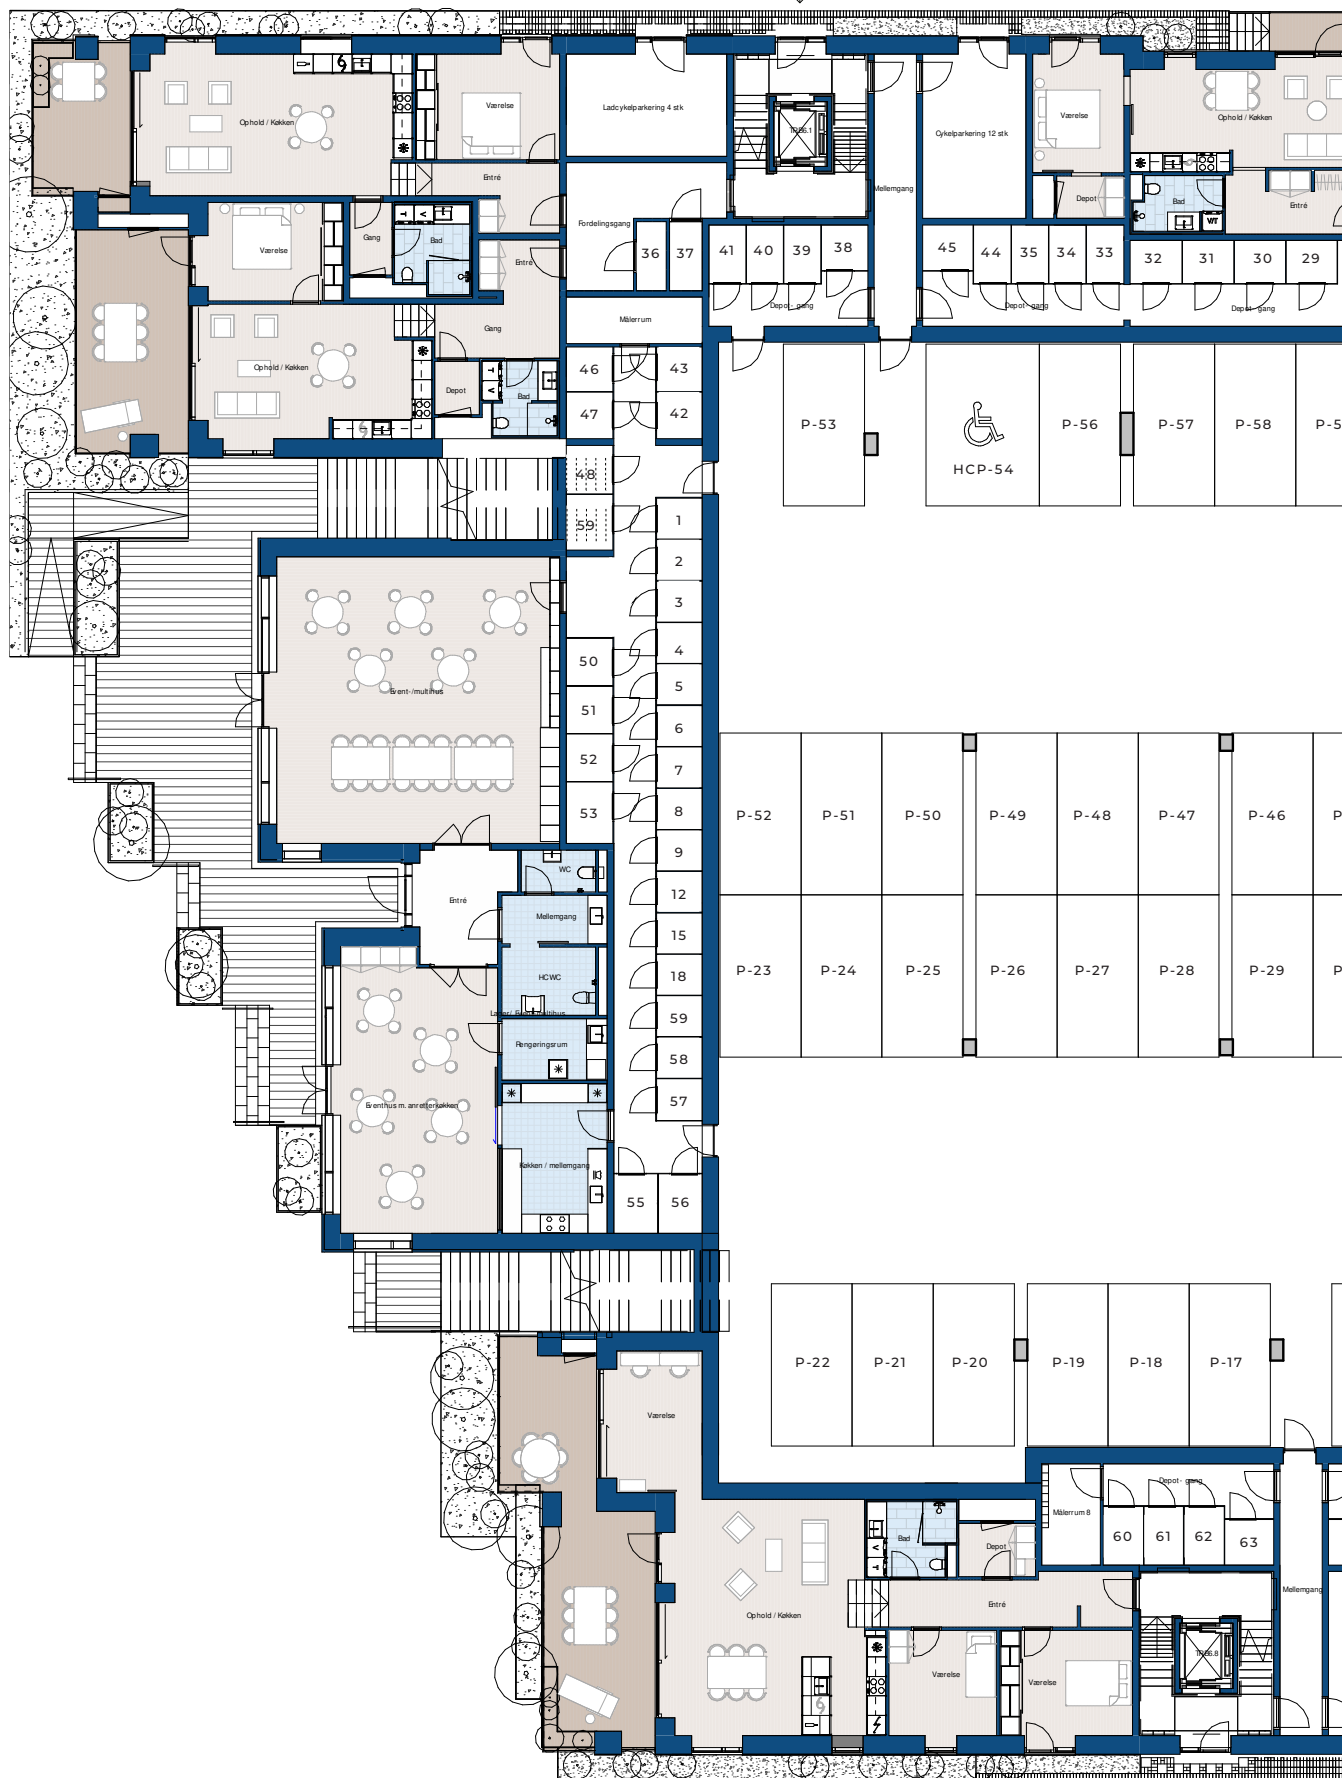 Værelse
Ladcykelparkering 4 stk
Cykelparkering 12 stk
Værelse
Ophold / Køkken
Ophold / Køkken
Entré
Mellemgang
Depot
Bad
V/T
Entré
Fordelingsgang
Gang
T V
Bad
Værelse
Entré
36 37
41 40 39 38
45 44 35 34 33
32 31 30 29
Depot - gang
Depot - gang
Depot - gang
Målerrum
Gang
Ophold / Køkken
Depot
T
V
Bad
46 43
47 42
48
59
P-53
HCP-54
P-56
P-57
P-58
P-5
1
2
3
4
5
6
7
8
9
12
15
18
59
58
57
50
51
52
53
Event-/multihus
P-52 P-51 P-50 P-49 P-48 P-47 P-46 P
P-23 P-24 P-25 P-26 P-27 P-28 P-29 P
WC
Entré
Mellemgang
HCWC
Lager/ Event-multihus
Rengøringsrum
Eventhus m. anretterkøkken
Køkken / mellemgang
55 56
P-22 P-21 P-20 P-19 P-18 P-17
Værelse
Depot - gang
Målerrum 8
60 61 62 63
Bad
V
T
Depot
Mellemgang
Entré
Ophold / Køkken
Værelse
Værelse